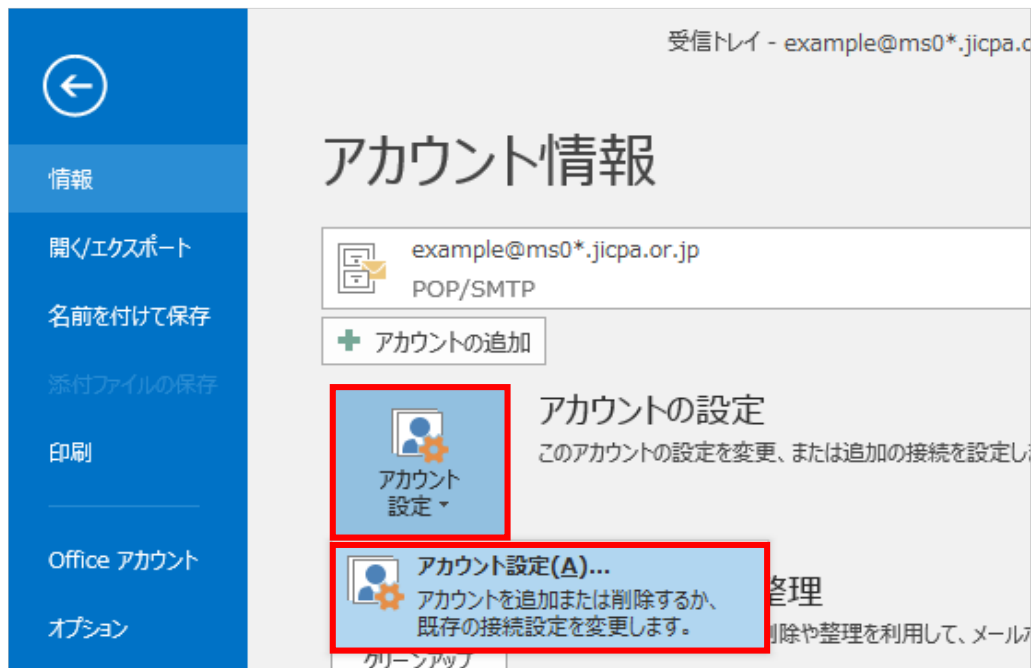 受信トレイ - example@ms0*.jicpa.o
アカウント情報
情報
開く/エクスポート
名前を付けて保存
添付ファイルの保存
印刷
Office アカウント
オプション
example@ms0*.jicpa.or.jp
POP/SMTP
アカウントの追加
アカウント
設定
アカウントの設定
このアカウントの設定を変更、または追加の接続を設定し
アカウント設定(A)...
アカウントを追加または削除するか、
既存の接続設定を変更します。
整理
削除や整理を利用して、メール
クリーンアップ